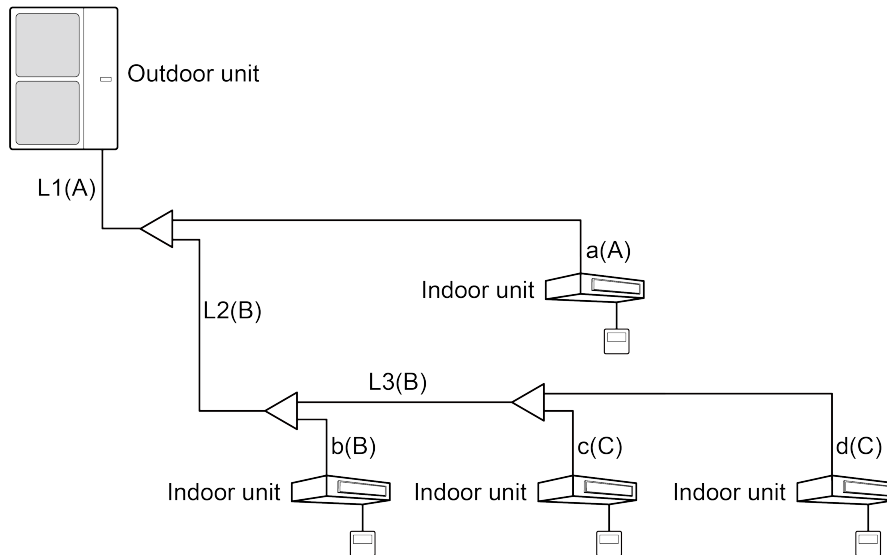 Outdoor unit
L1(A)
a(A)
Indoor unit
L2(B)
L3(B)
b(B)
c(C)
d(C)
Indoor unit
Indoor unit
Indoor unit